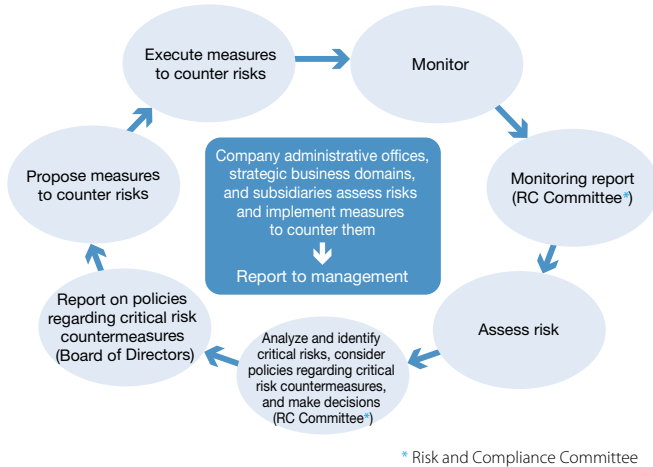 Execute measures
to counter risks
Monitor
Propose measures
to counter risks
Company administrative offices,
strategic business domains,
and subsidiaries assess risks
and implement measures
to counter them
Report to management
Monitoring report
(RC Committee*)
Report on policies
regarding critical risk
countermeasures
(Board of Directors)
Analyze and identify
critical risks, consider
policies regarding critical
risk countermeasures,
and make decisions
(RC Committee*)
Assess risk
* Risk and Compliance Committee